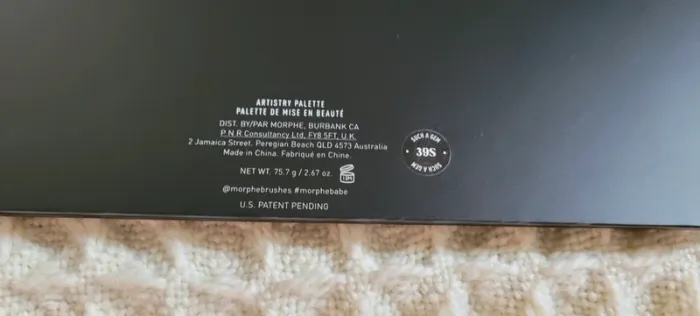 ARTISTRY PALETTE
PALETTE DE MISE EN BEAUTÉ
DIST. BY/PAR MORPHE, BURBANK CA
P N R Consultancy Ltd, FY8 5FT, U.K.
2 Jamaica Street, Peregian Beach QLD 4573 Australia
Made in China. Fabriqué en Chine.
NET WT. 75.7 g / 2.67 oz.
@morphebrushes #morphebabe
U.S. PATENT PENDING
SUCH A GEM
39S
SUCH A GEM